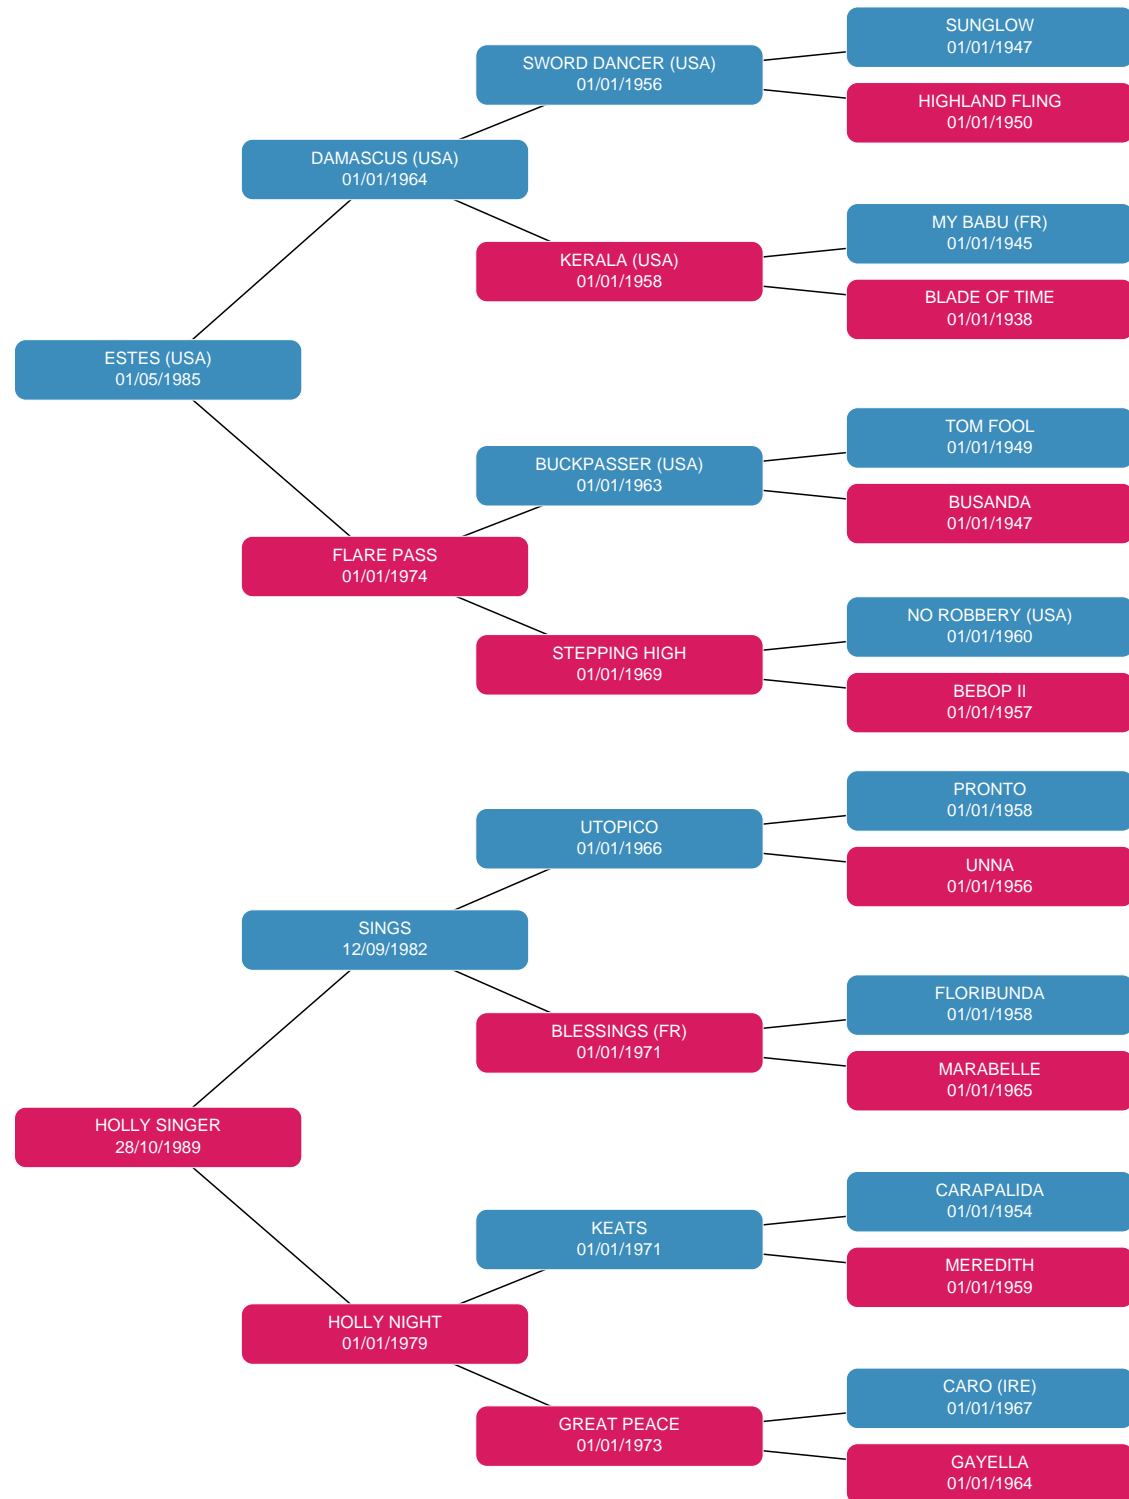 SUNGLOW
01/01/1947
SWORD DANCER (USA)
01/01/1956
HIGHLAND FLING
01/01/1950
DAMASCUS (USA)
01/01/1964
MY BABU (FR)
01/01/1945
KERALA (USA)
01/01/1958
BLADE OF TIME
01/01/1938
ESTES (USA)
01/05/1985
TOM FOOL
01/01/1949
BUCKPASSER (USA)
01/01/1963
BUSANDA
01/01/1947
FLARE PASS
01/01/1974
NO ROBBERY (USA)
01/01/1960
STEPPING HIGH
01/01/1969
BEBOP II
01/01/1957
PRONTO
01/01/1958
UTOPICO
01/01/1966
UNNA
01/01/1956
SINGS
12/09/1982
FLORIBUNDA
01/01/1958
BLESSINGS (FR)
01/01/1971
MARABELLE
01/01/1965
HOLLY SINGER
28/10/1989
CARAPALIDA
01/01/1954
KEATS
01/01/1971
MEREDITH
01/01/1959
HOLLY NIGHT
01/01/1979
CARO (IRE)
01/01/1967
GREAT PEACE
01/01/1973
GAYELLA
01/01/1964